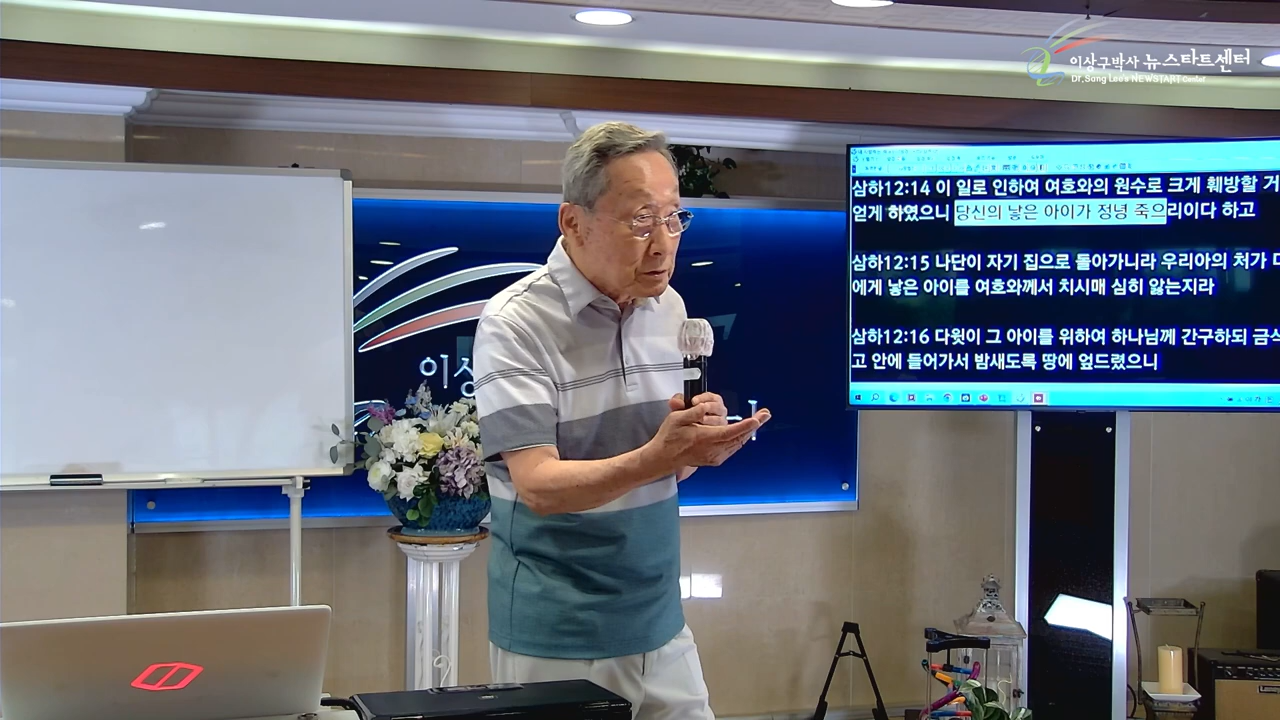 이상구박사 뉴스타트센터
Dr. Sang Lee's NEWSTART Center
삼하12:14 이 일로 인하여 여호와의 원수로 크게 훼방할 거
얻게 하였으니 당신의 낳은 아이가 정녕 죽으리이다 하고
삼하12:15 나단이 자기 집으로 돌아가니라 우리아의 처가 다
에게 낳은 아이를 여호와께서 치시매 심히 앓는지라
삼하12:16 다윗이 그 아이를 위하여 하나님께 간구하되 금식
고 안에 들어가서 밤새도록 땅에 엎드렸으니
이상